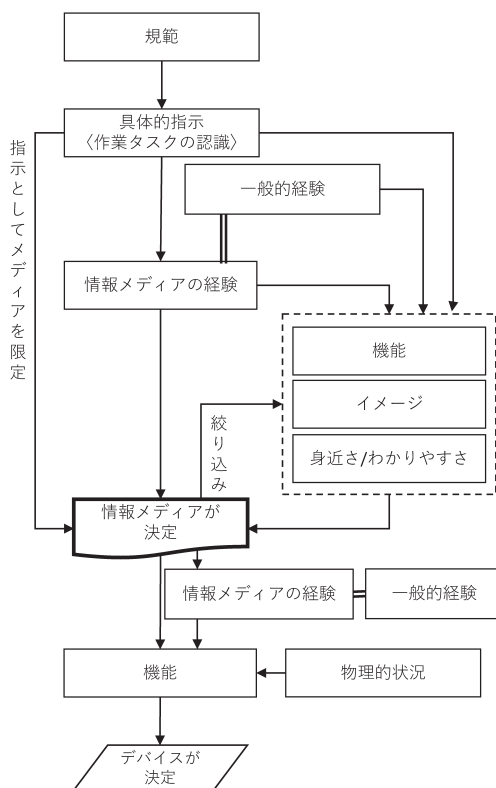 規範
具体的指示
〈作業タスクの認識〉
指示としてメディアを限定
一般的経験
情報メディアの経験
機能
イメージ
身近さ/わかりやすさ
絞り込み
情報メディアが
決定
情報メディアの経験
一般的経験
機能
物理的状況
デバイスが
決定